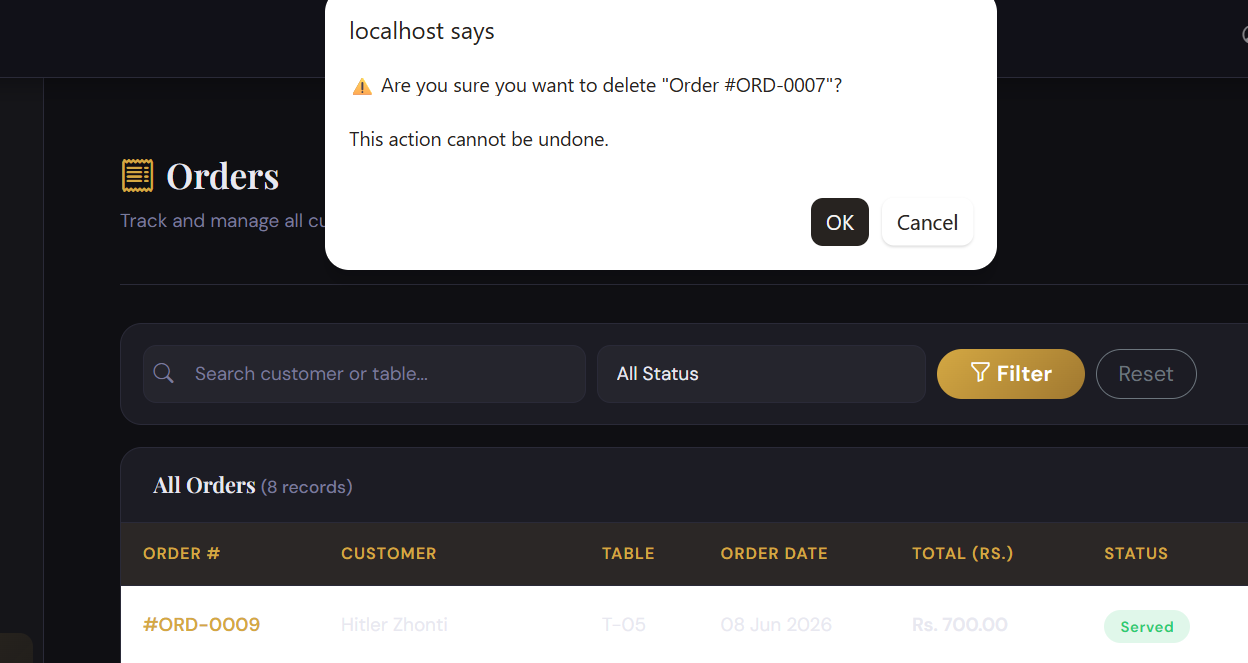 localhost says
⚠️ Are you sure you want to delete "Order #ORD-0007"?
This action cannot be undone.
OK Cancel
Orders
Track and manage all cu
Search customer or table...
All Status
Filter
Reset
All Orders (8 records)
ORDER # CUSTOMER TABLE ORDER DATE TOTAL (RS.) STATUS
#ORD-0009 Hitler Zhonti T-05 08 Jun 2026 Rs. 700.00 Served